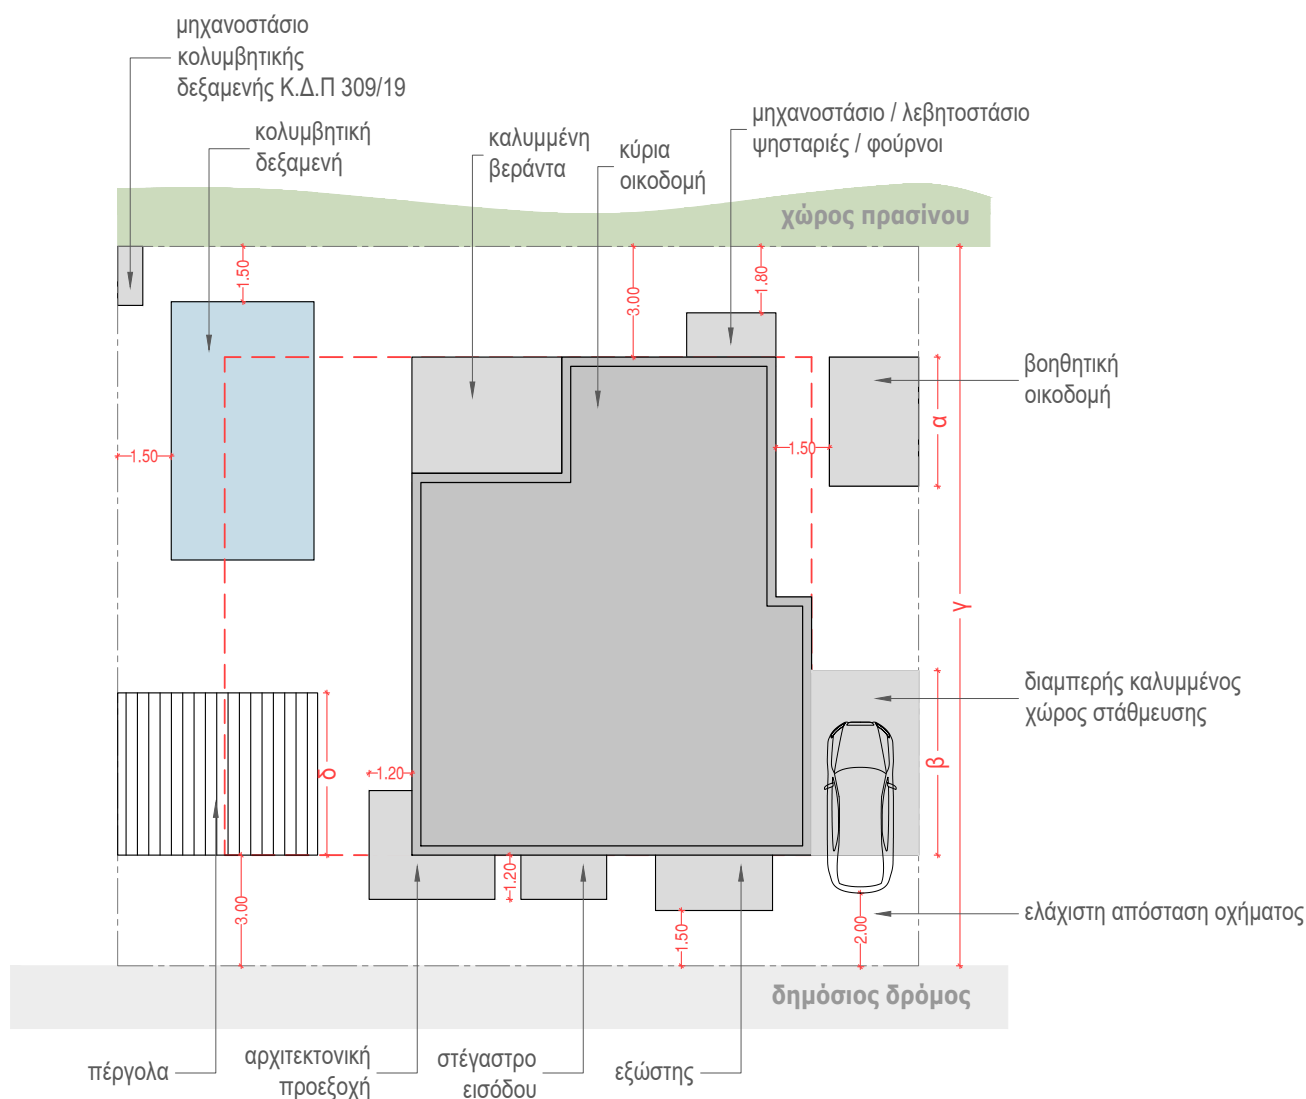 μηχανοστάσιο
κολυμβητικής
δεξαμενής Κ.Δ.Π 309/19
κολυμβητική
δεξαμενή
καλυμμένη
βεράντα
κύρια
οικοδομή
μηχανοστάσιο / λεβητοστάσιο
ψησταριές / φούρνοι
χώρος πρασίνου
1.50
3.00
1.80
βοηθητική
οικοδομή
α
1.50
1.50
γ
διαμπερής καλυμμένος
χώρος στάθμευσης
β
δ
1.20
1.20
3.00
1.50
2.00
ελάχιστη απόσταση οχήματος
δημόσιος δρόμος
πέργολα
αρχιτεκτονική
προεξοχή
στέγαστρο
εισόδου
εξώστης